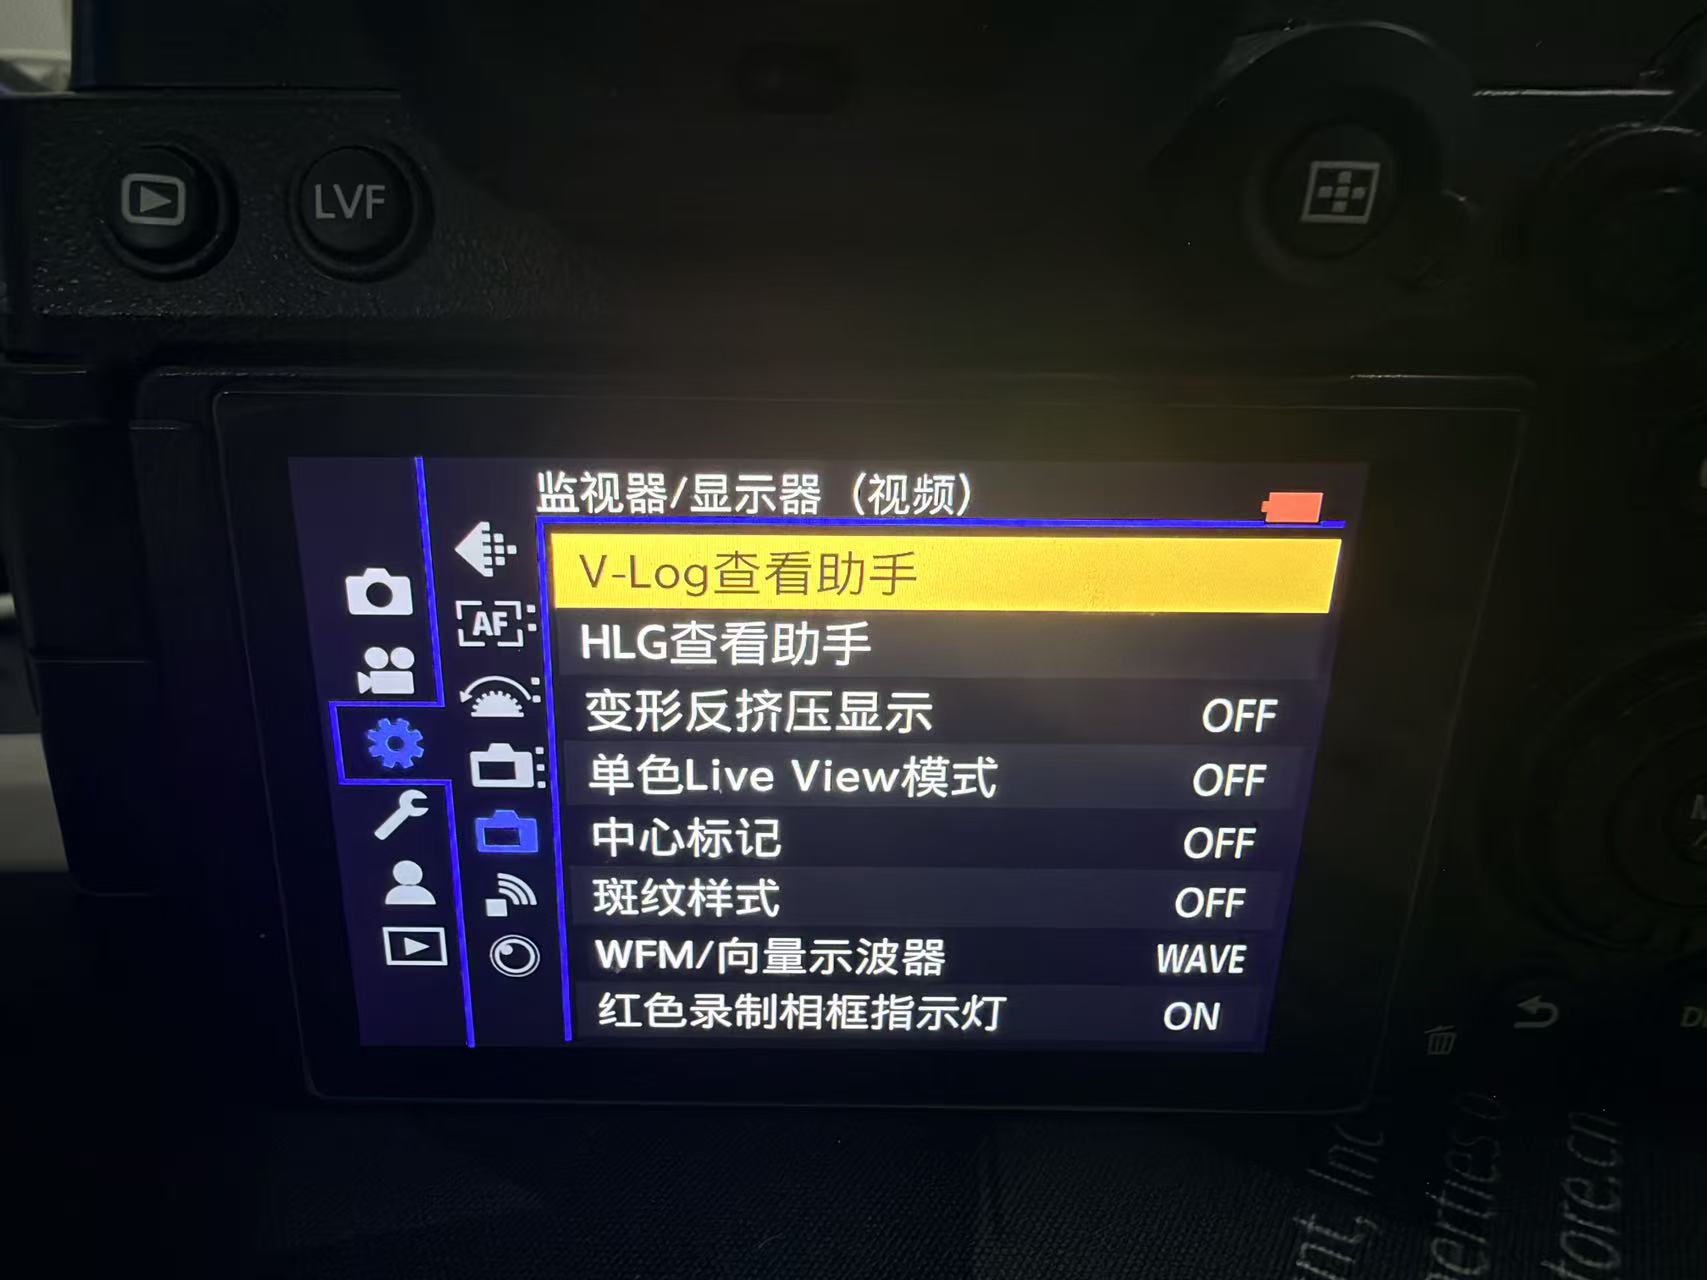 LVF
监视器/显示器（视频）
V-Log查看助手
HLG查看助手
AF
变形反挤压显示 OFF
单色Live View模式 OFF
中心标记 OFF
斑纹样式 OFF
WFM/向量示波器 WAVE
红色录制相框指示灯 ON
Inc
tore.cn